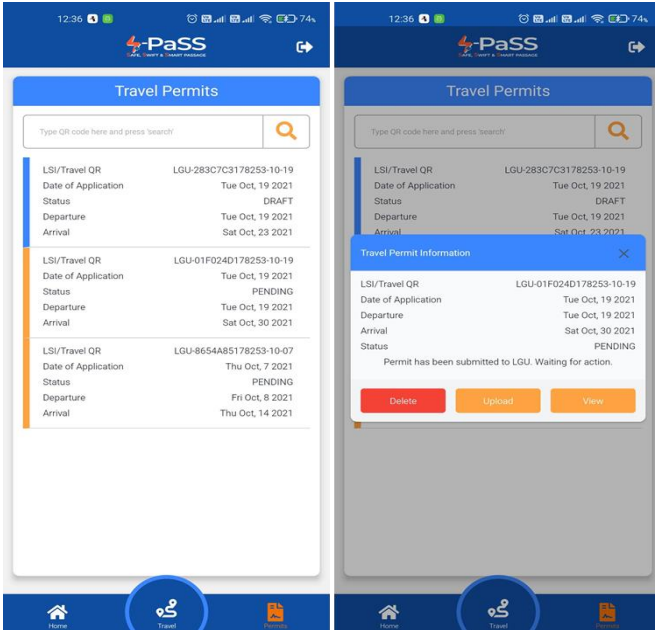 12:36 74%
S-PaSS
SAFE, SWIFT & SMART PASSAGE
Travel Permits
Type QR code here and press 'search'
LSI/Travel QR LGU-283C7C3178253-10-19
Date of Application Tue Oct, 19 2021
Status DRAFT
Departure Tue Oct, 19 2021
Arrival Sat Oct, 23 2021
LSI/Travel QR LGU-01F024D178253-10-19
Date of Application Tue Oct, 19 2021
Status PENDING
Departure Tue Oct, 19 2021
Arrival Sat Oct, 30 2021
LSI/Travel QR LGU-8654A85178253-10-07
Date of Application Thu Oct, 7 2021
Status PENDING
Departure Fri Oct, 8 2021
Arrival Thu Oct, 14 2021
Home Travel Permits
12:36 74%
S-PaSS
SAFE, SWIFT & SMART PASSAGE
Travel Permits
Type QR code here and press 'search'
LSI/Travel QR LGU-283C7C3178253-10-19
Date of Application Tue Oct, 19 2021
Status DRAFT
Departure Tue Oct, 19 2021
Arrival Sat Oct, 23 2021
Travel Permit Information
LSI/Travel QR LGU-01F024D178253-10-19
Date of Application Tue Oct, 19 2021
Departure Tue Oct, 19 2021
Arrival Sat Oct, 30 2021
Status PENDING
Permit has been submitted to LGU. Waiting for action.
Delete Upload View
Home Travel Permits